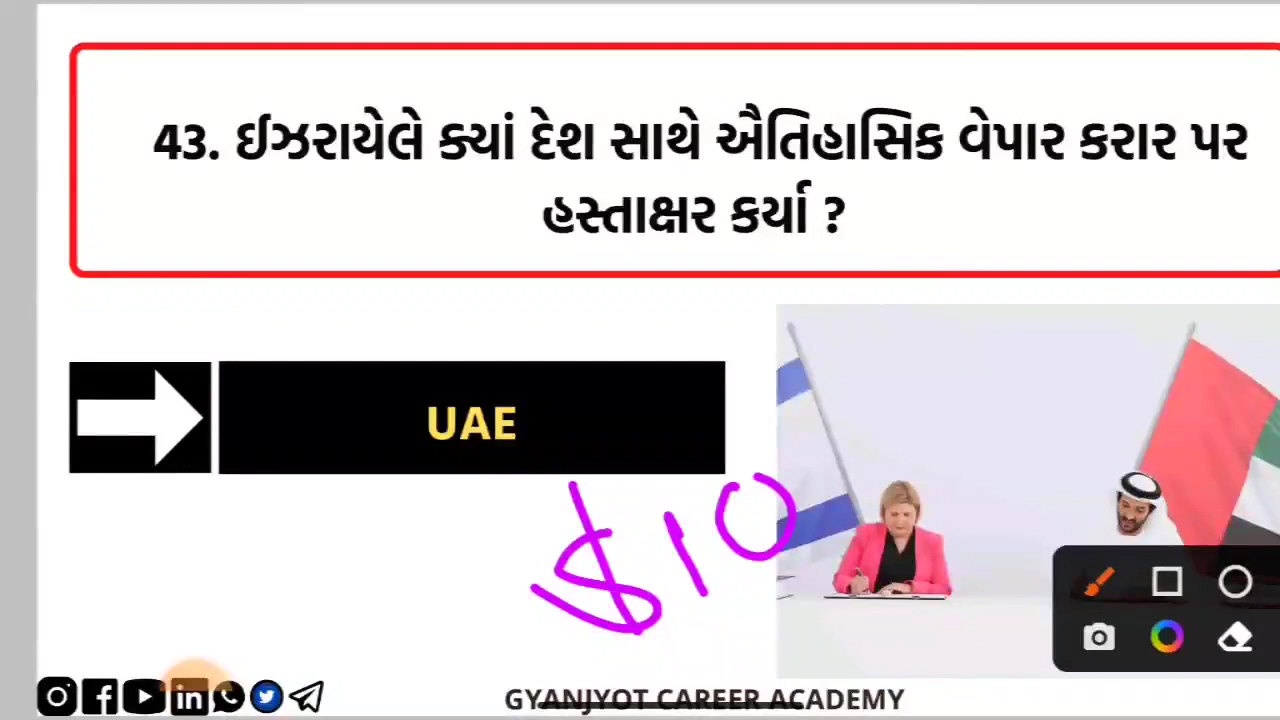 43. ઈઝરાયેલે ક્યાં દેશ સાથે ઐતિહાસિક વેપાર કરાર પર
હસ્તાક્ષર કર્યા ?
UAE
$10
GYANJYOT CAREER ACADEMY